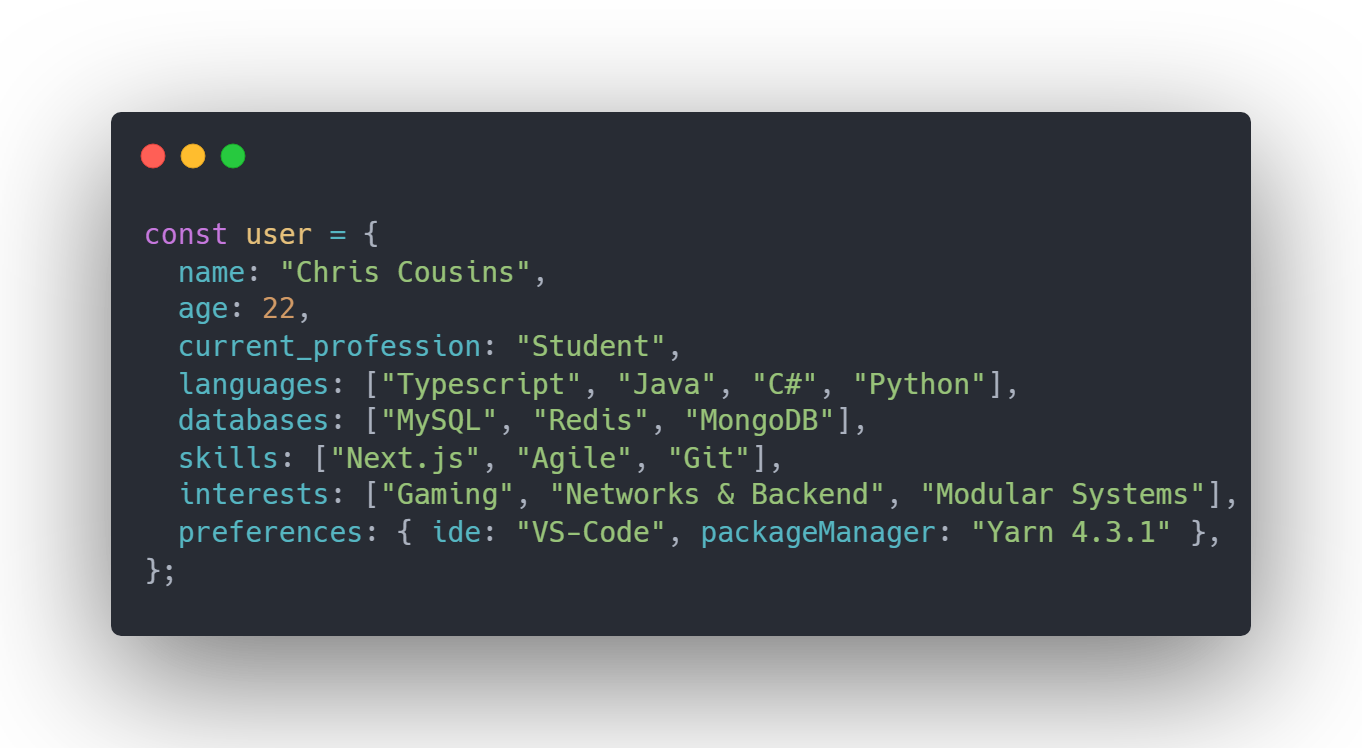 const user = {
  name: "Chris Cousins",
  age: 22,
  current_profession: "Student",
  languages: ["Typescript", "Java", "C#", "Python"],
  databases: ["MySQL", "Redis", "MongoDB"],
  skills: ["Next.js", "Agile", "Git"],
  interests: ["Gaming", "Networks & Backend", "Modular Systems"],
  preferences: { ide: "VS-Code", packageManager: "Yarn 4.3.1" },
};